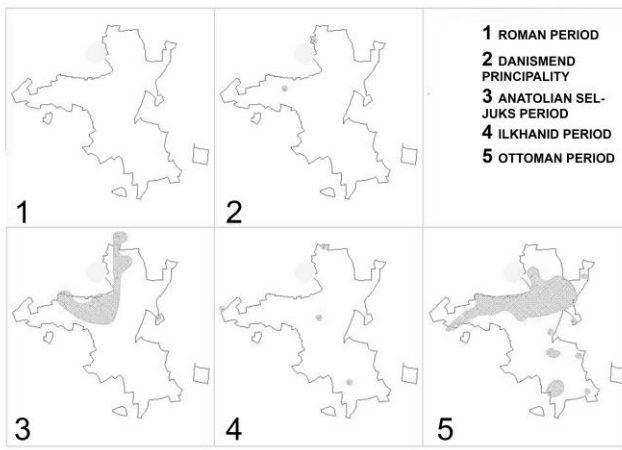 1 ROMAN PERIOD
2 DANISMEND
PRINCIPALITY
3 ANATOLIAN SEL-
JUKS PERIOD
4 ILKHANID PERIOD
5 OTTOMAN PERIOD
1
2
3
4
5